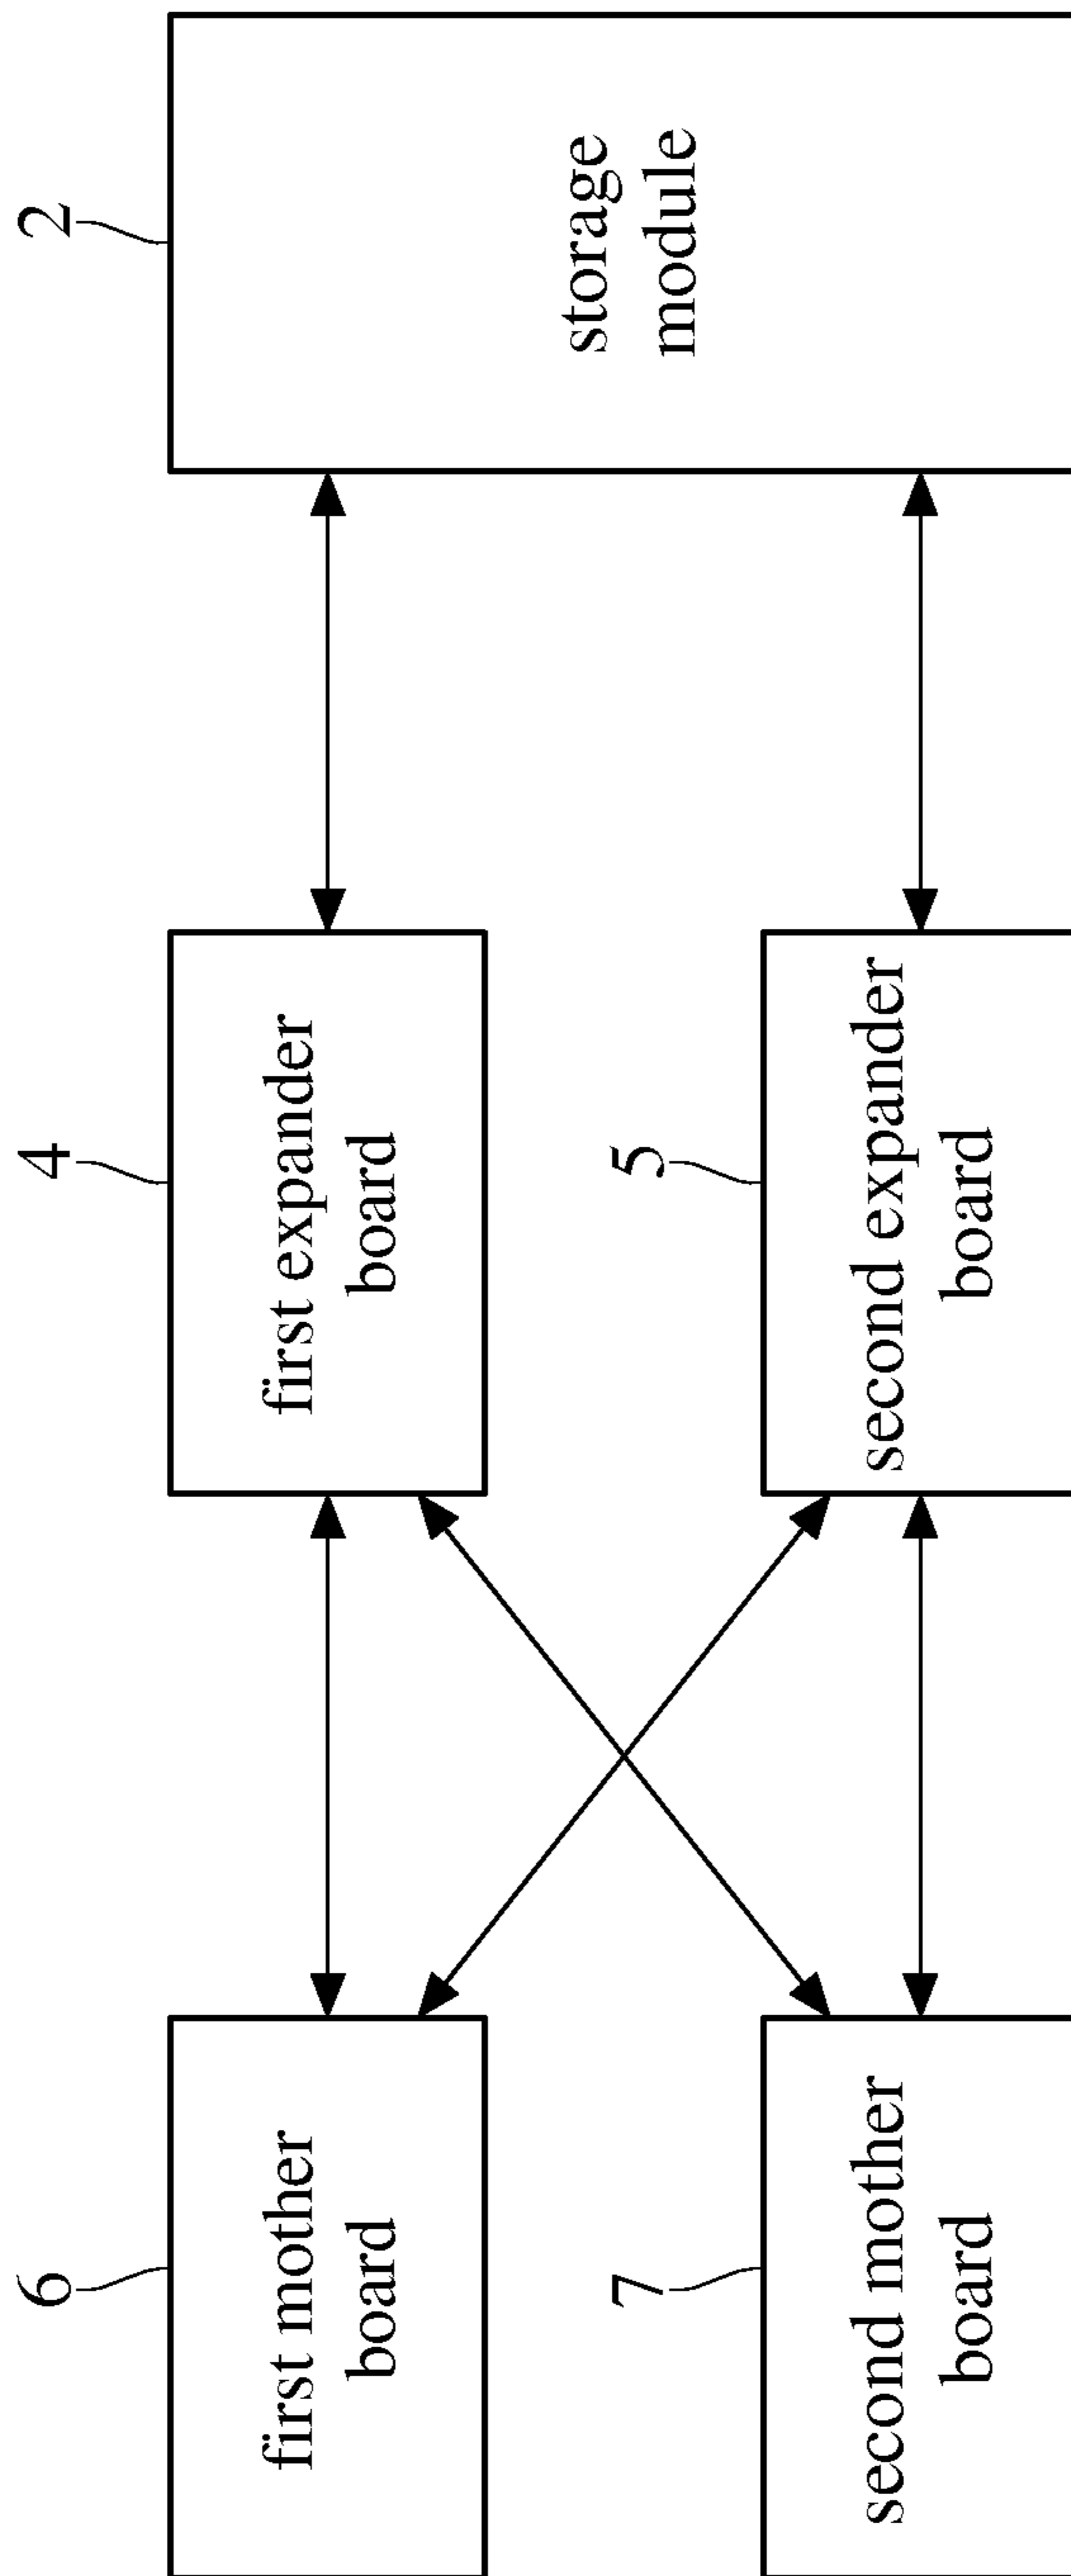 6
first mother
board
4
first expander
board
2
storage
module
7
second mother
board
5
second expander
board